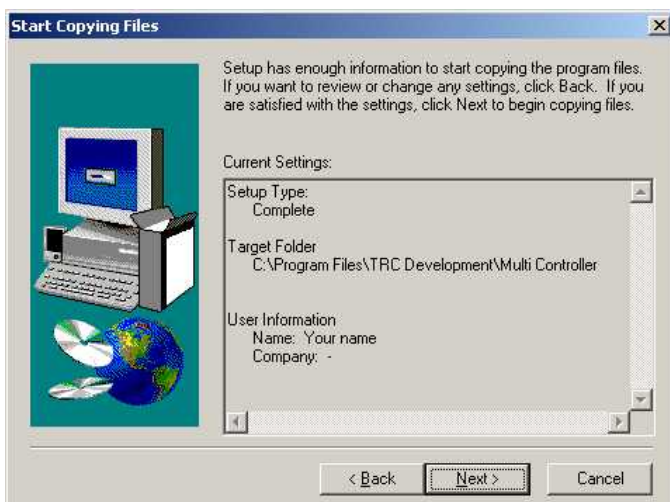 Start Copying Files
Setup has enough information to start copying the program files.
If you want to review or change any settings, click Back. If you
are satisfied with the settings, click Next to begin copying files.
Current Settings:
Setup Type:
Complete
Target Folder
C:\Program Files\TRC Development\Multi Controller
User Information
Name: Your name
Company: -
< Back
Next >
Cancel